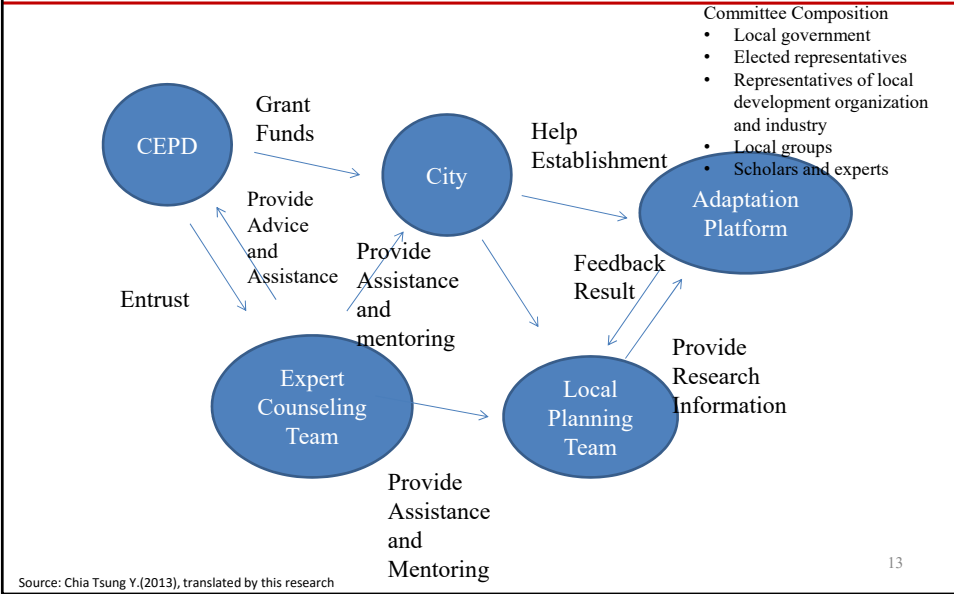 Committee Composition
• Local government
• Elected representatives
• Representatives of local
development organization
and industry
• Local groups
• Scholars and experts
Grant
Funds
CEPD
City
Help
Establishment
Adaptation
Platform
Provide
Advice
and
Assistance
Provide
Assistance
and
mentoring
Feedback
Result
Entrust
Provide
Research
Information
Expert
Counseling
Team
Local
Planning
Team
Provide
Assistance
and
Mentoring
13
Source: Chia Tsung Y.(2013), translated by this research